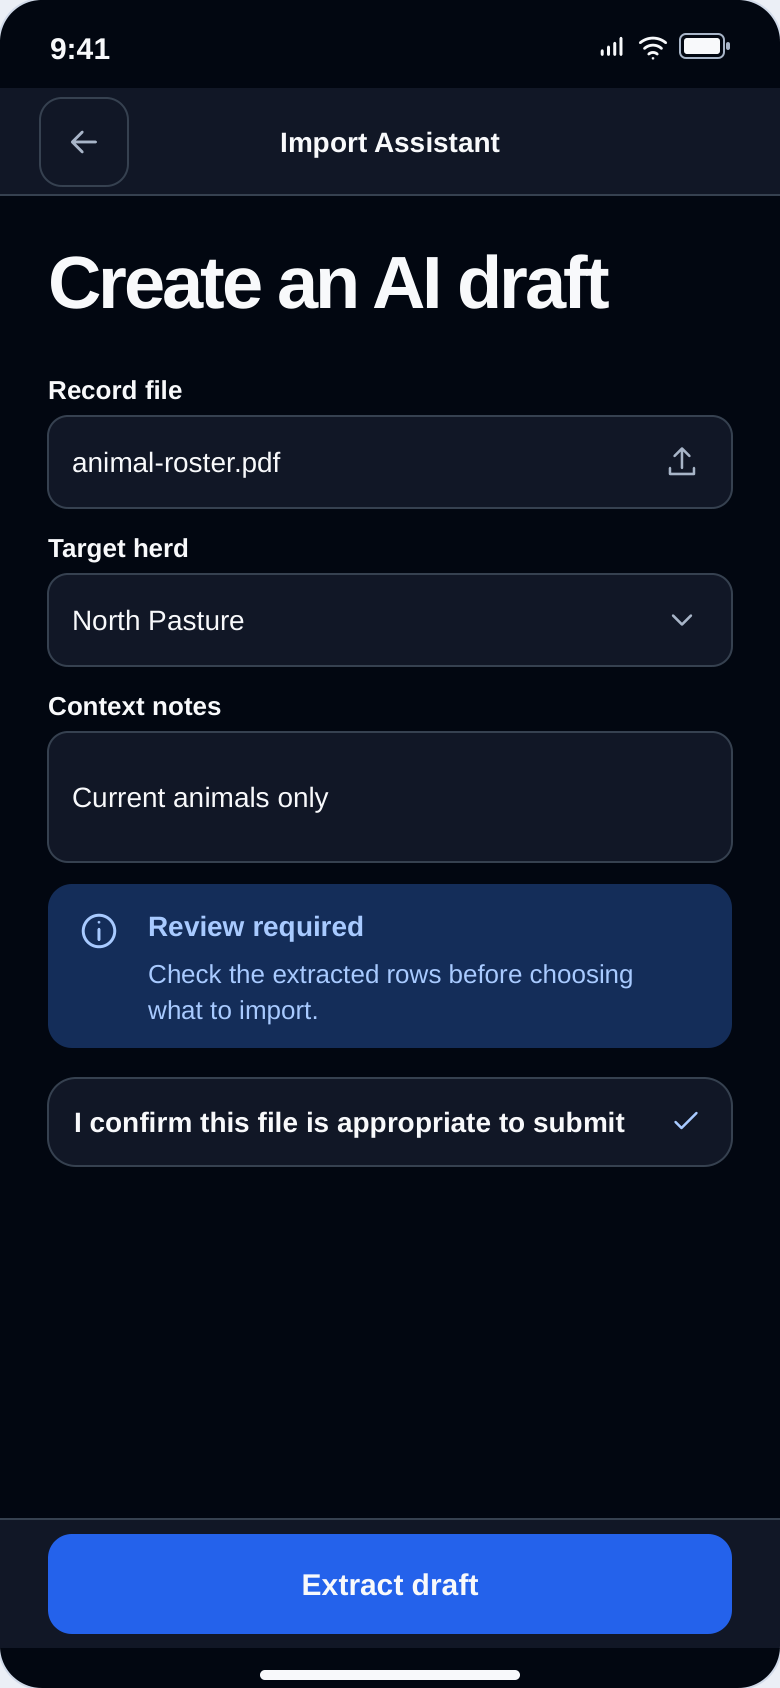 9:41
Import Assistant
Create an AI draft
Record file
animal-roster.pdf
Target herd
North Pasture
Context notes
Current animals only
Review required
Check the extracted rows before choosing
what to import.
I confirm this file is appropriate to submit
Extract draft